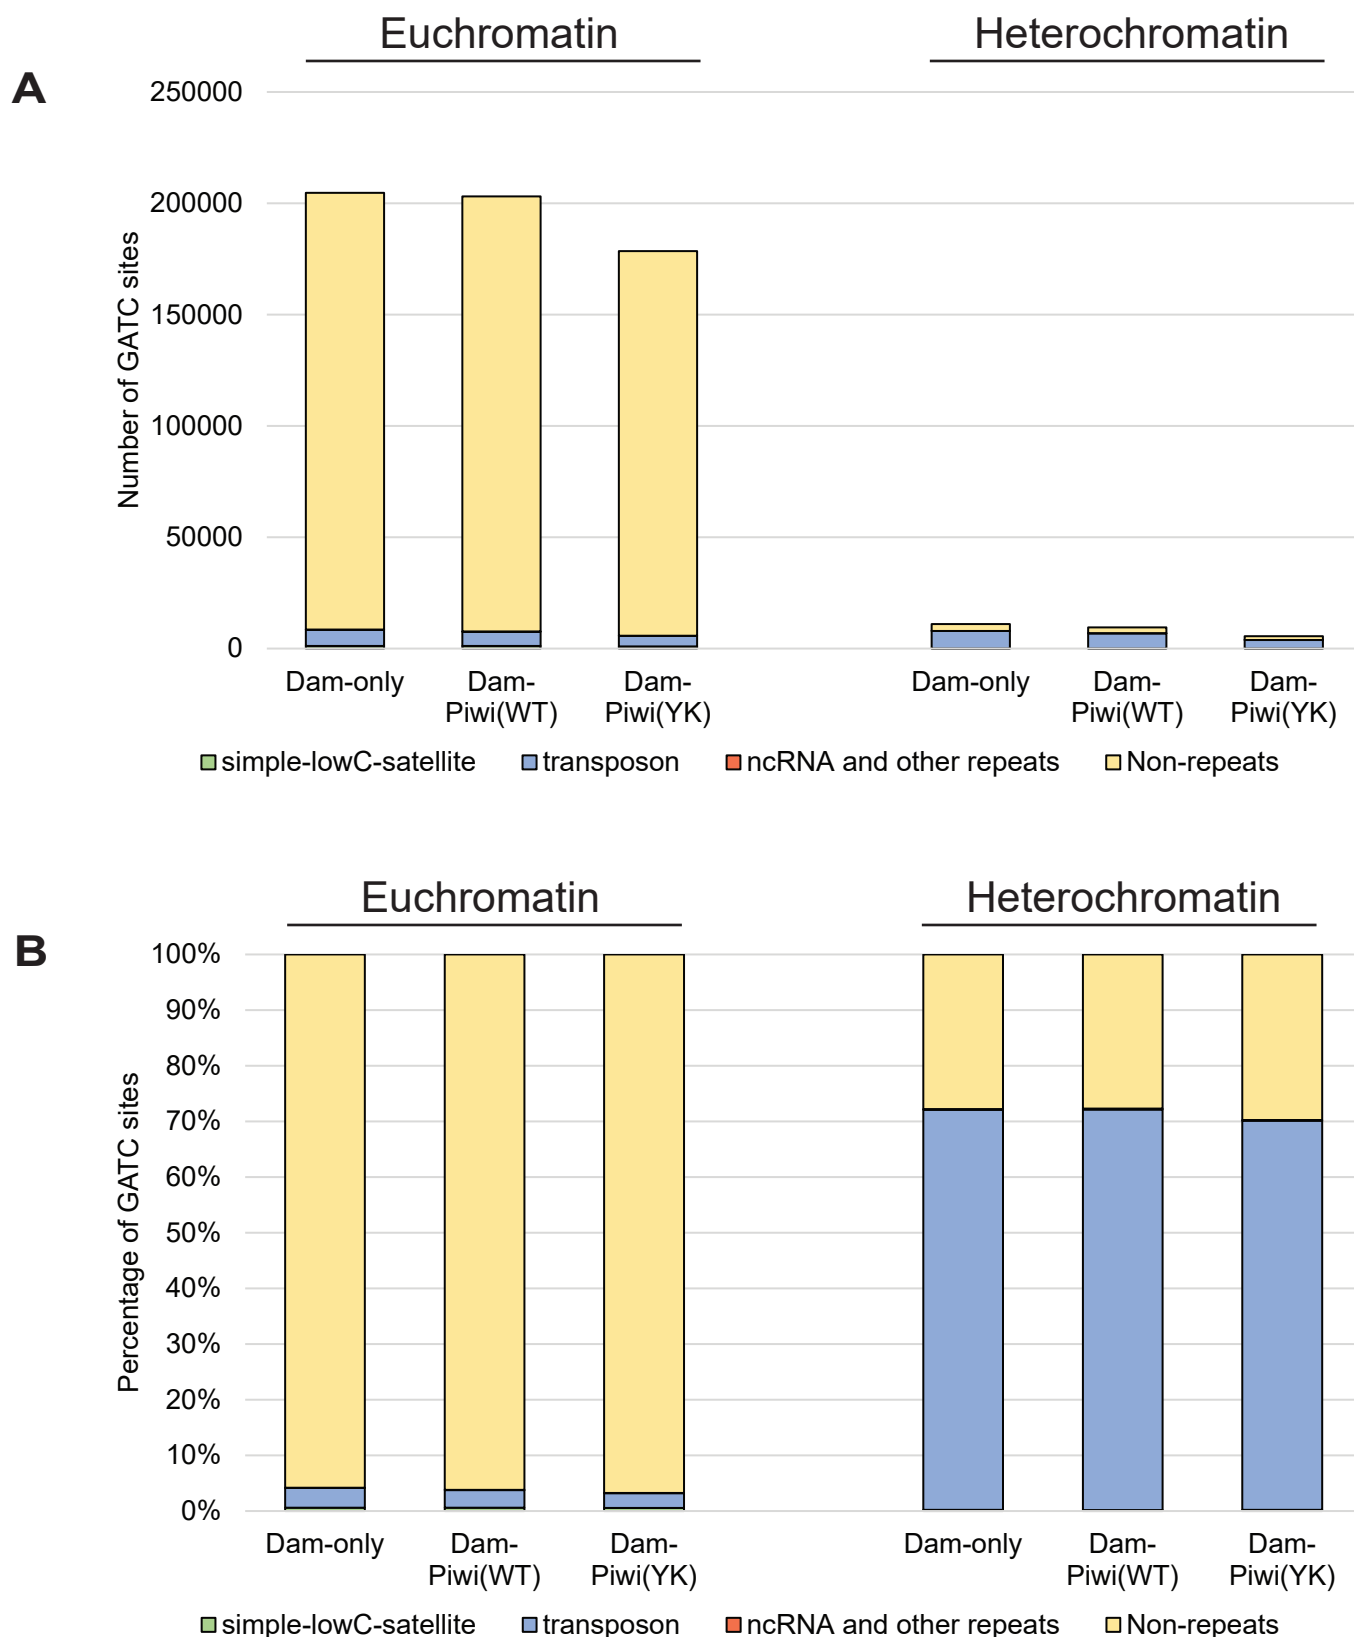 Euchromatin Heterochromatin
A
250000
200000
150000
100000
50000
0
Number of GATC sites
Dam-only Dam-Piwi(WT) Dam-Piwi(YK) Dam-only Dam-Piwi(WT) Dam-Piwi(YK)
simple-lowC-satellite transposon ncRNA and other repeats Non-repeats
Euchromatin Heterochromatin
B
100%
90%
80%
70%
60%
50%
40%
30%
20%
10%
0%
Percentage of GATC sites
Dam-only Dam-Piwi(WT) Dam-Piwi(YK) Dam-only Dam-Piwi(WT) Dam-Piwi(YK)
simple-lowC-satellite transposon ncRNA and other repeats Non-repeats